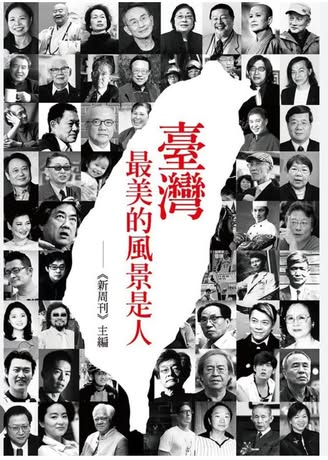 臺灣
最美的風景是人
——《新周刊》主編